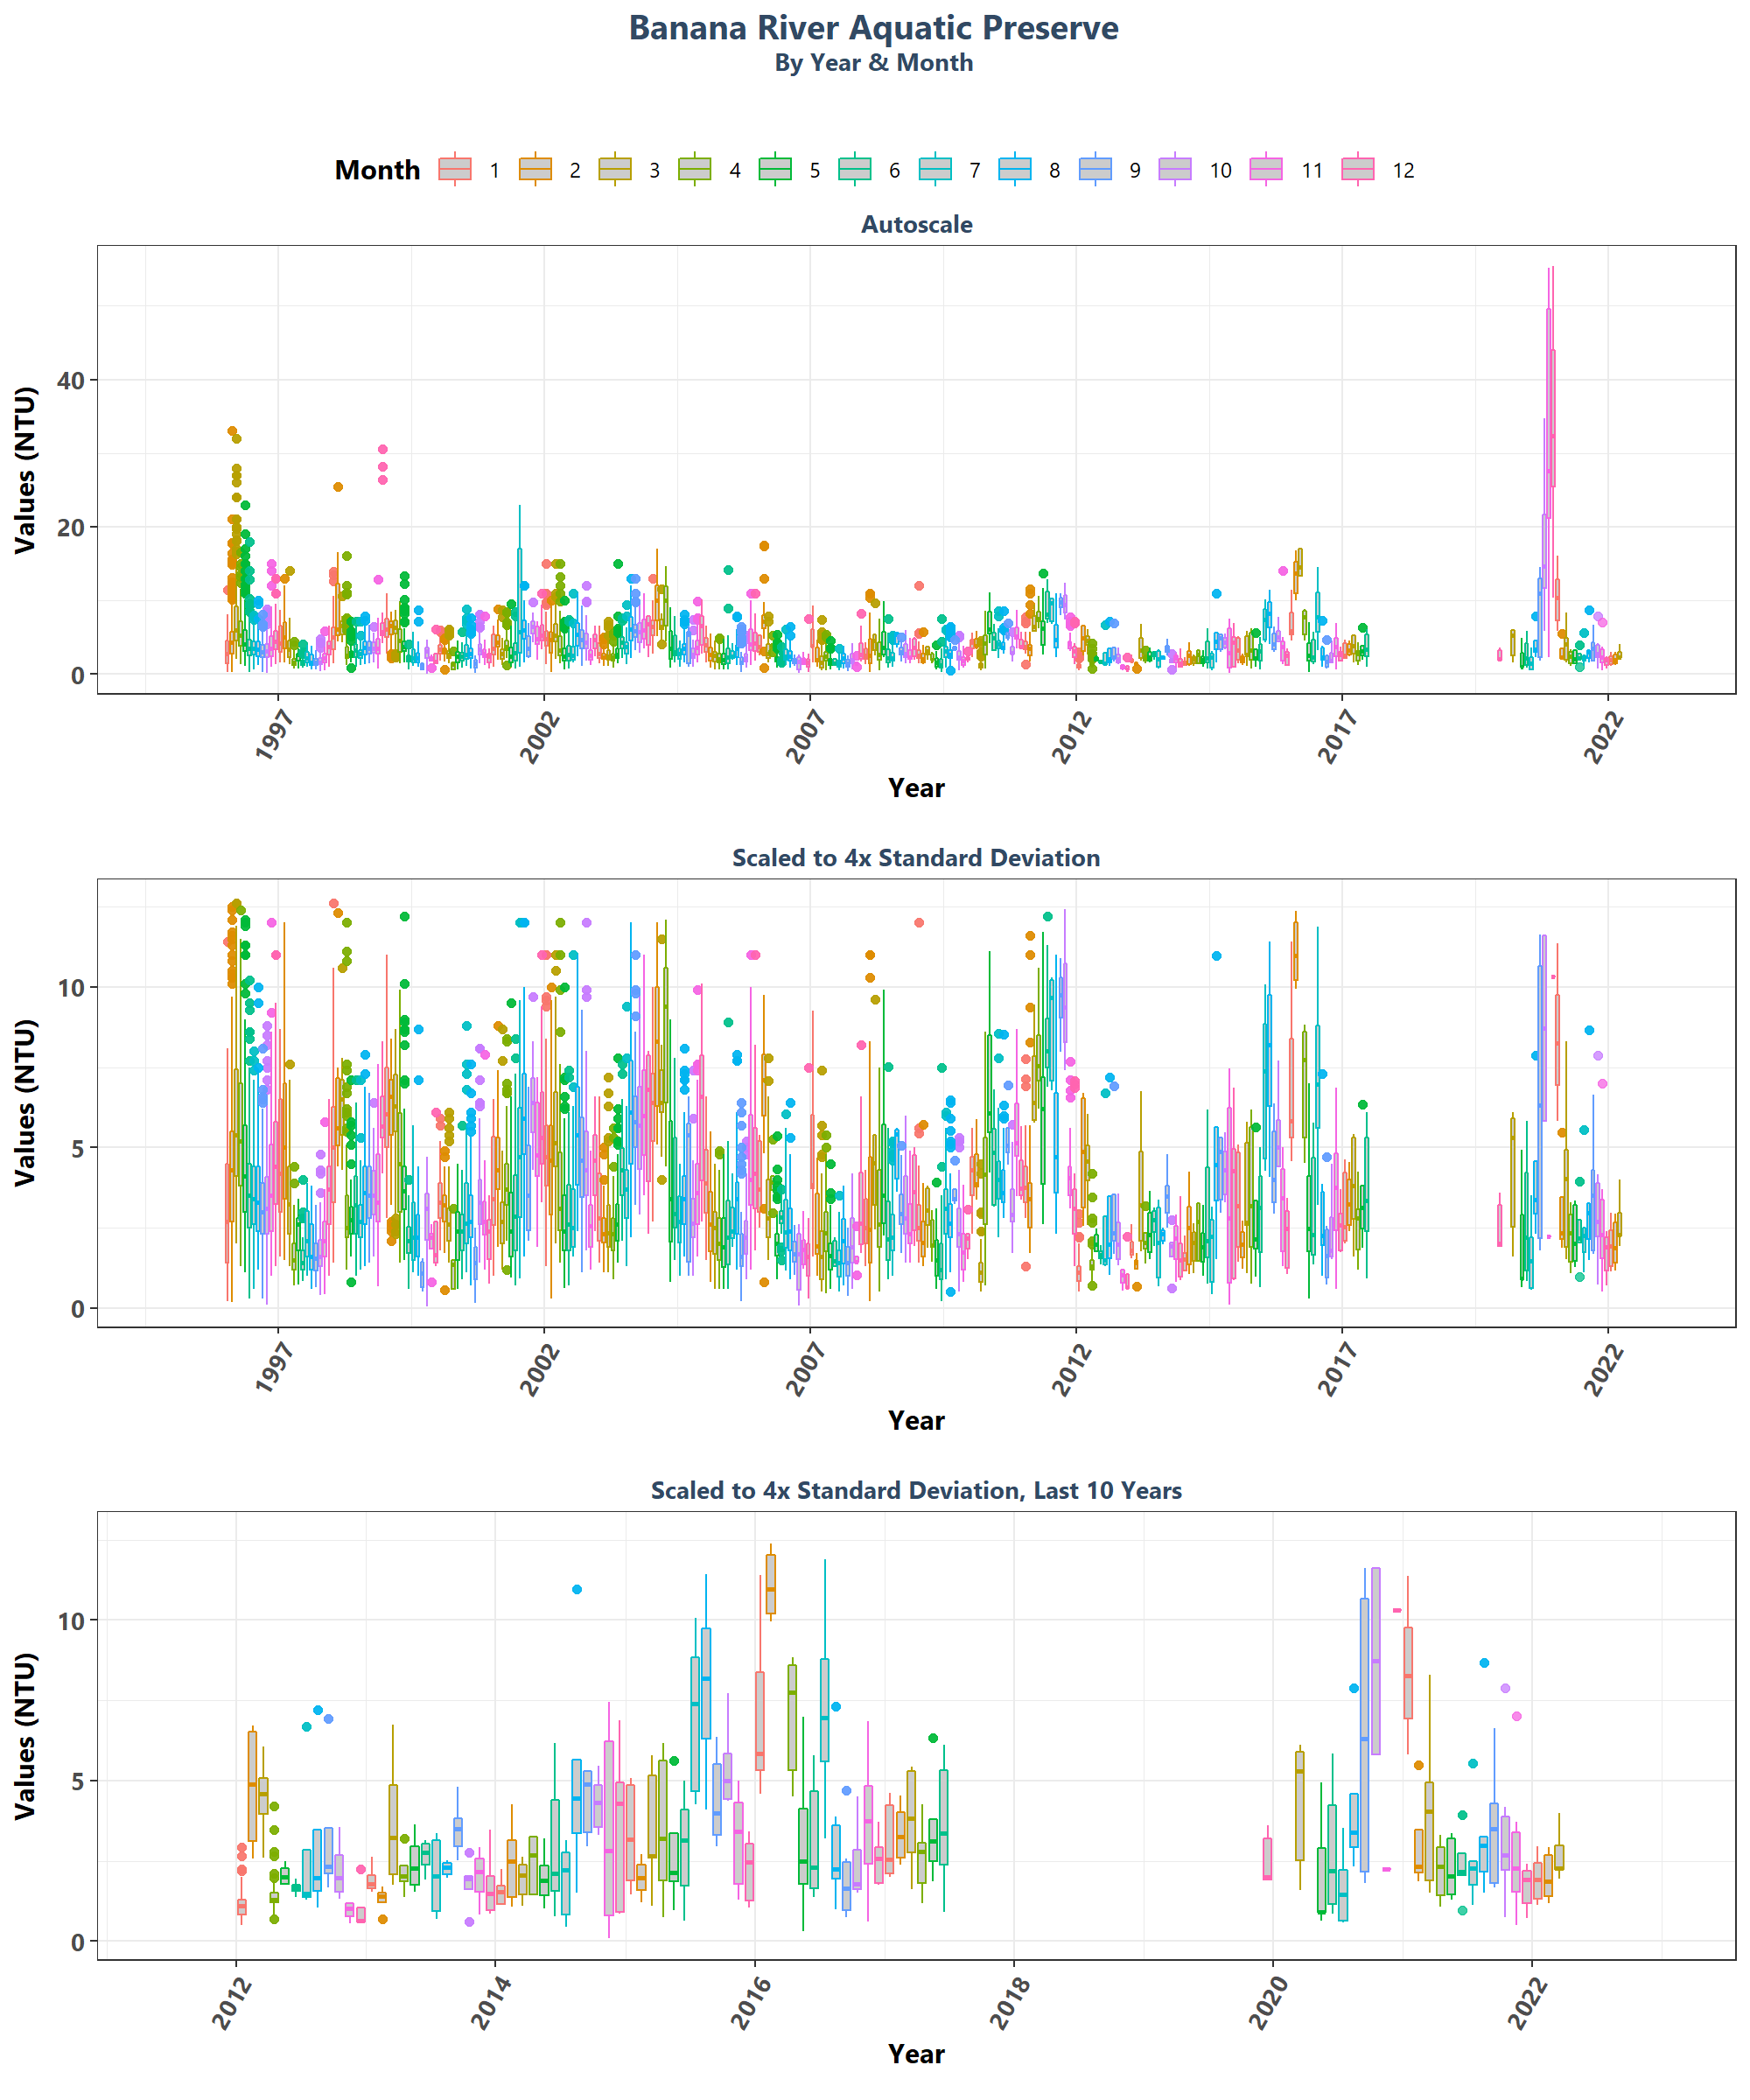 Banana River Aquatic Preserve
By Year & Month
Month 1 2 3 4 5 6 7 8 9 10 11 12
Autoscale
Values (NTU)
40
20
0
1997 2002 2007 2012 2017 2022
Year
Scaled to 4x Standard Deviation
Values (NTU)
10
5
0
1997 2002 2007 2012 2017 2022
Year
Scaled to 4x Standard Deviation, Last 10 Years
Values (NTU)
10
5
0
2012 2014 2016 2018 2020 2022
Year